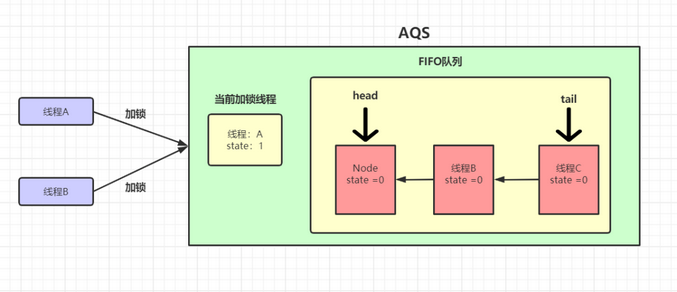 AQS
FIFO队列
当前加锁线程
head
tail
线程A
加锁
线程：A
state：1
Node
state =0
线程B
state =0
线程C
state =0
线程B
加锁